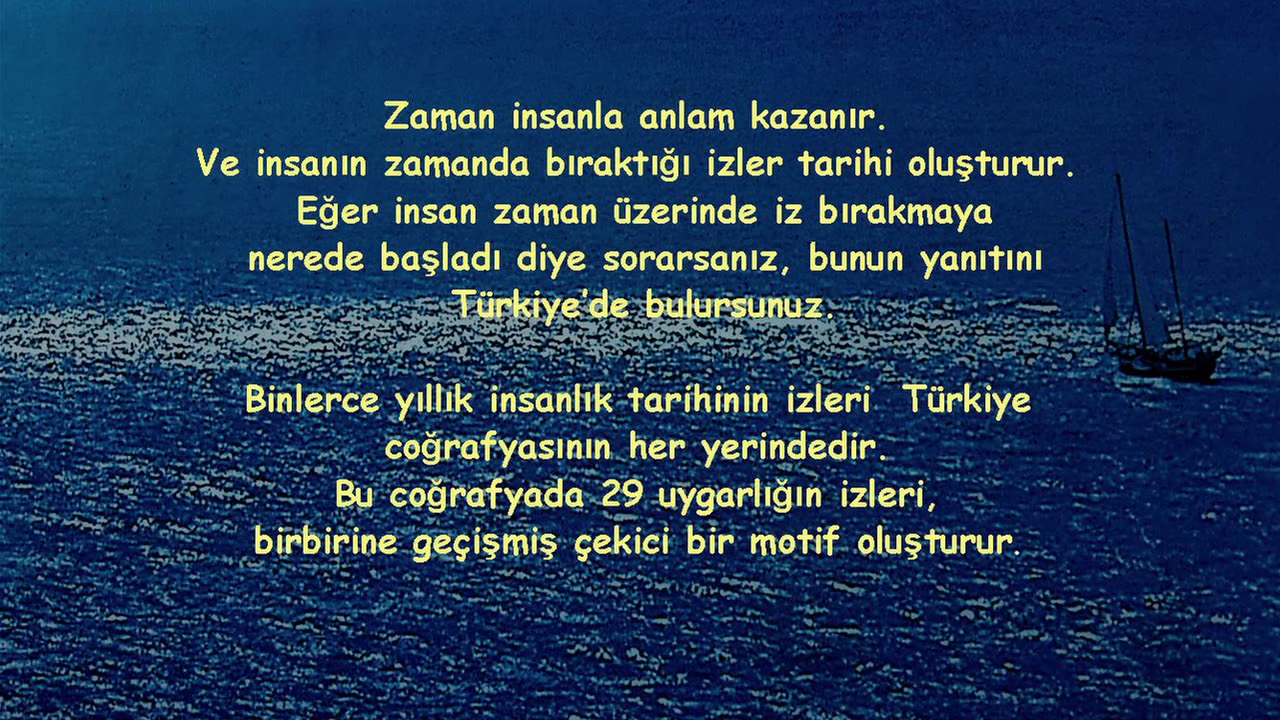 Zaman insanla anlam kazanır.
Ve insanın zamanda bıraktığı izler tarihi oluşturur.
Eğer insan zaman üzerinde iz bırakmaya
nerede başladı diye sorarsanız, bunun yanıtını
Türkiye’de bulursunuz.
Binlerce yıllık insanlık tarihinin izleri Türkiye
coğrafyasının her yerindedir.
Bu coğrafyada 29 uygarlığın izleri,
birbirine geçişmiş çekici bir motif oluşturur.